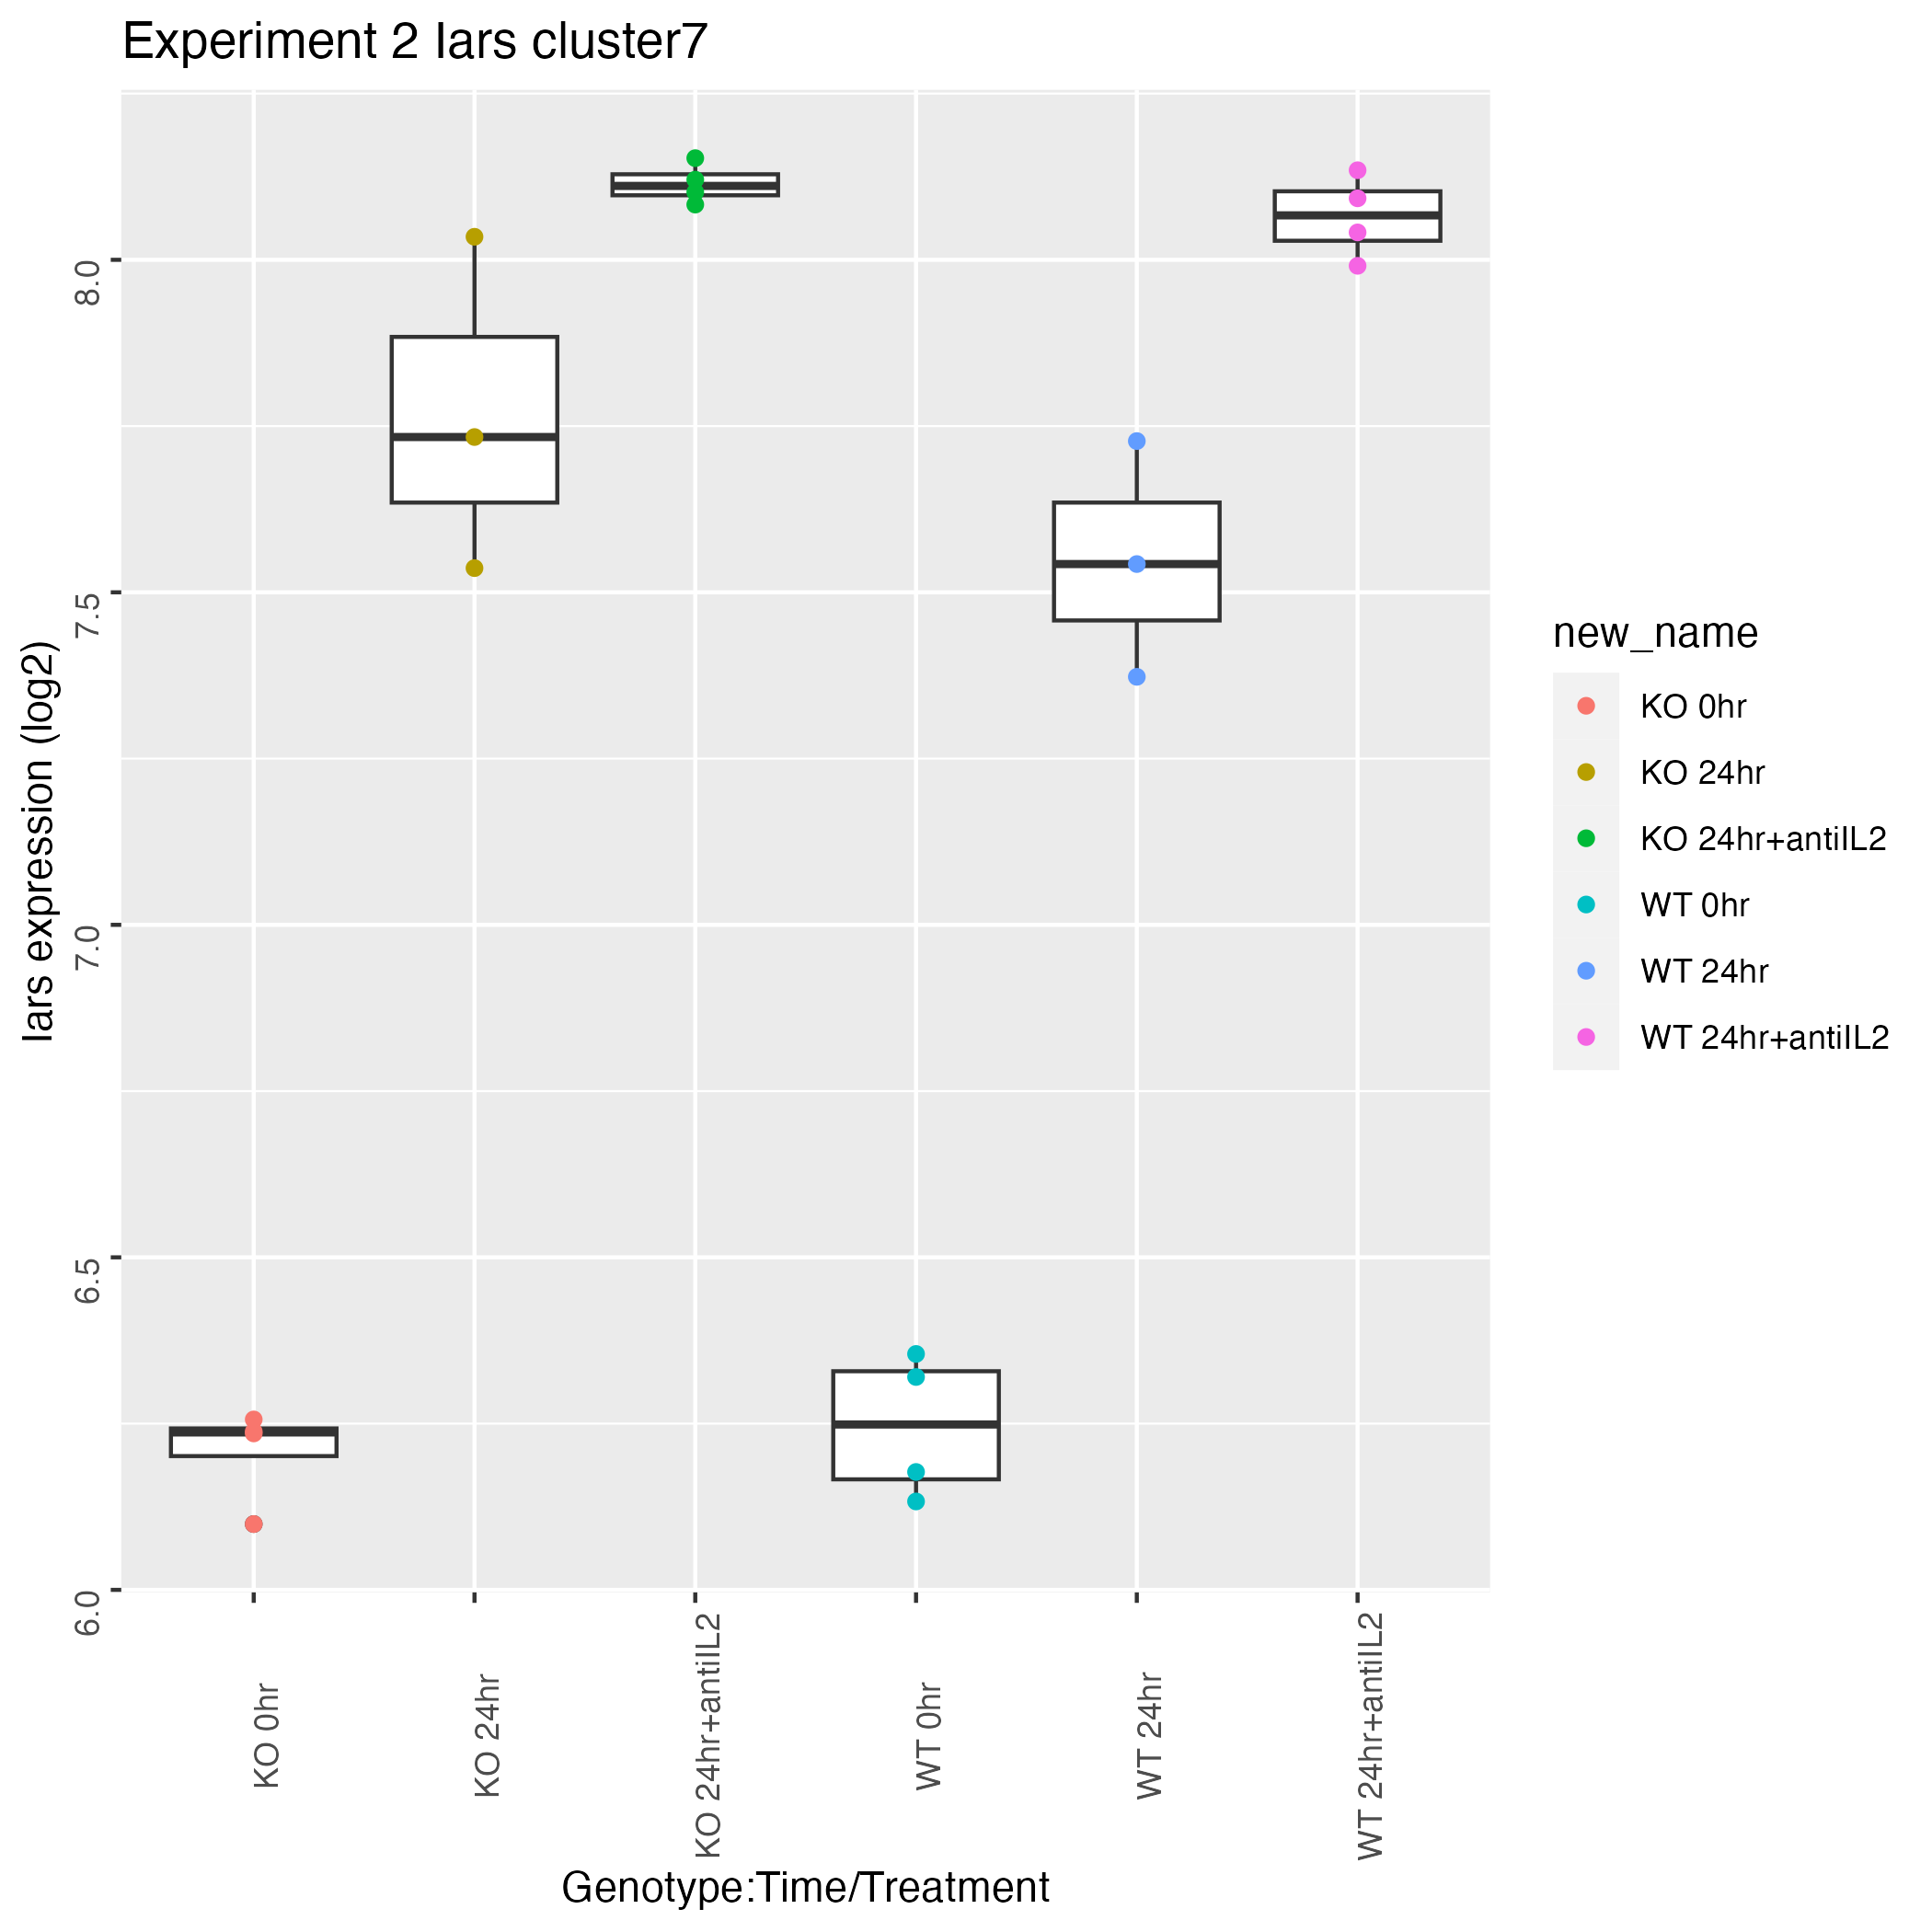 Experiment 2 Iars cluster7
Iars expression (log2)
8.0
7.5
7.0
6.5
6.0
KO 0hr
KO 24hr
KO 24hr+antiIL2
WT 0hr
WT 24hr
WT 24hr+antiIL2
Genotype:Time/Treatment
new_name
KO 0hr
KO 24hr
KO 24hr+antiIL2
WT 0hr
WT 24hr
WT 24hr+antiIL2